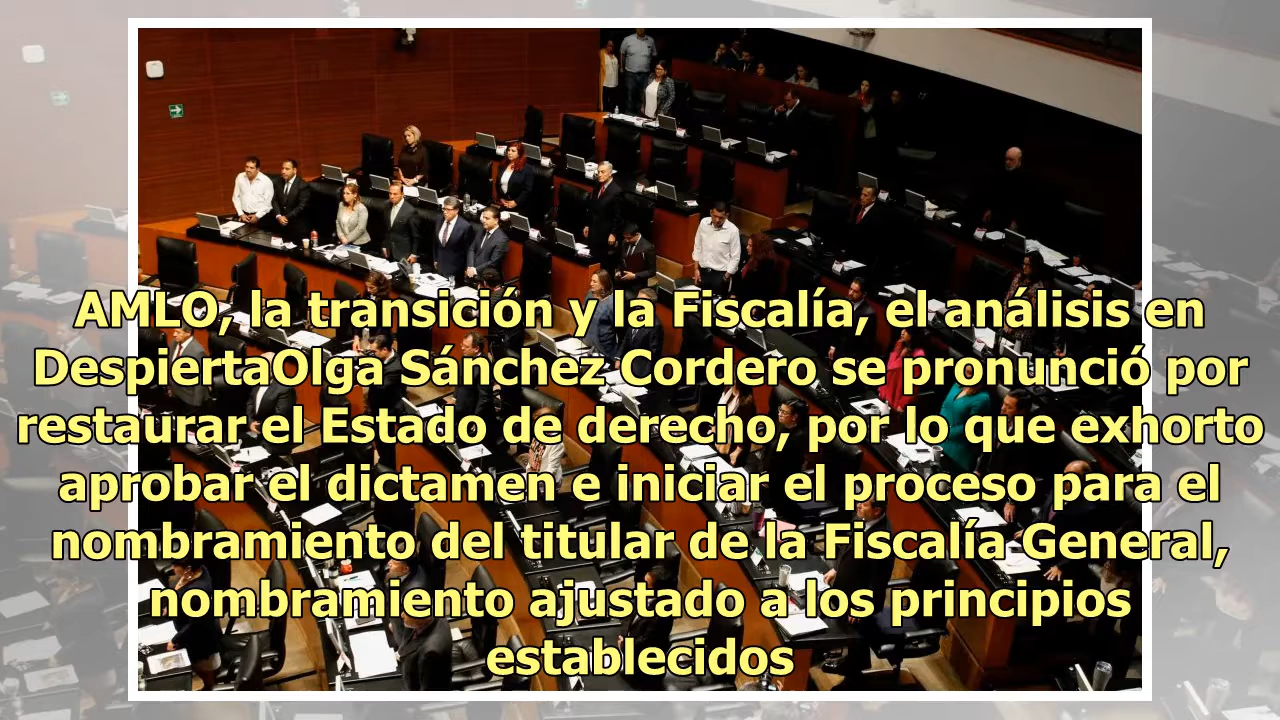 AMLO, la transición y la Fiscalía, el análisis en
DespiertaOlga Sánchez Cordero se pronunció por
restaurar el Estado de derecho, por lo que exhorto
aprobar el dictamen e iniciar el proceso para el
nombramiento del titular de la Fiscalía General,
nombramiento ajustado a los principios
establecidos